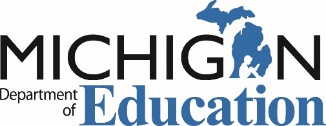 MICHIGAN
Department
of Education